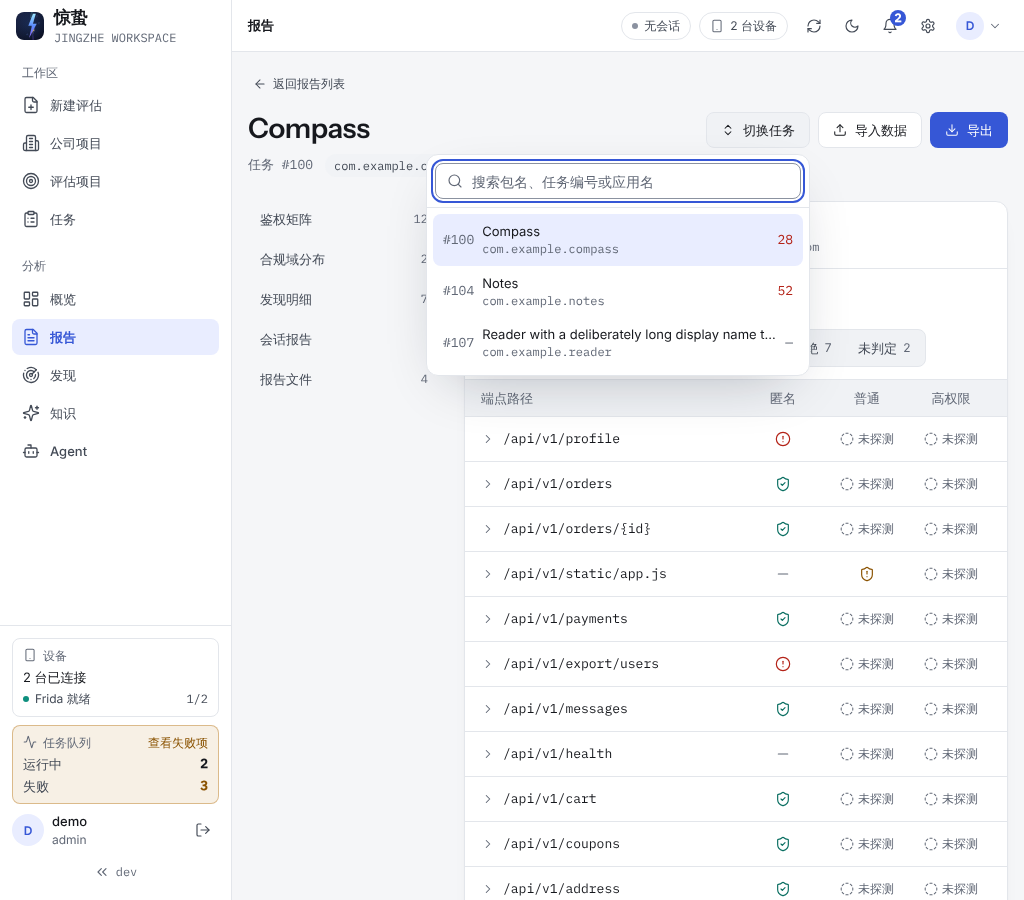 惊蛰
JINGZHE WORKSPACE
工作区
新建评估
公司项目
评估项目
任务
分析
概览
报告
发现
知识
Agent
设备
2 台已连接
Frida 就绪 1/2
任务队列 查看失败项
运行中 2
失败 3
D demo
admin
dev
报告 无会话 2 台设备 2 D
返回报告列表
Compass 切换任务 导入数据 导出
任务 #100 com.example.c
搜索包名、任务编号或应用名
#100 Compass 28
com.example.compass
#104 Notes 52
com.example.notes
#107 Reader with a deliberately long display name t... —
com.example.reader
鉴权矩阵 12
合规域分布 2
发现明细 7
会话报告
报告文件 4
om
7 未判定 2
端点路径 匿名 普通 高权限
/api/v1/profile 未探测 未探测
/api/v1/orders 未探测 未探测
/api/v1/orders/{id} 未探测 未探测
/api/v1/static/app.js — 未探测
/api/v1/payments 未探测 未探测
/api/v1/export/users 未探测 未探测
/api/v1/messages 未探测 未探测
/api/v1/health — 未探测 未探测
/api/v1/cart 未探测 未探测
/api/v1/coupons 未探测 未探测
/api/v1/address 未探测 未探测